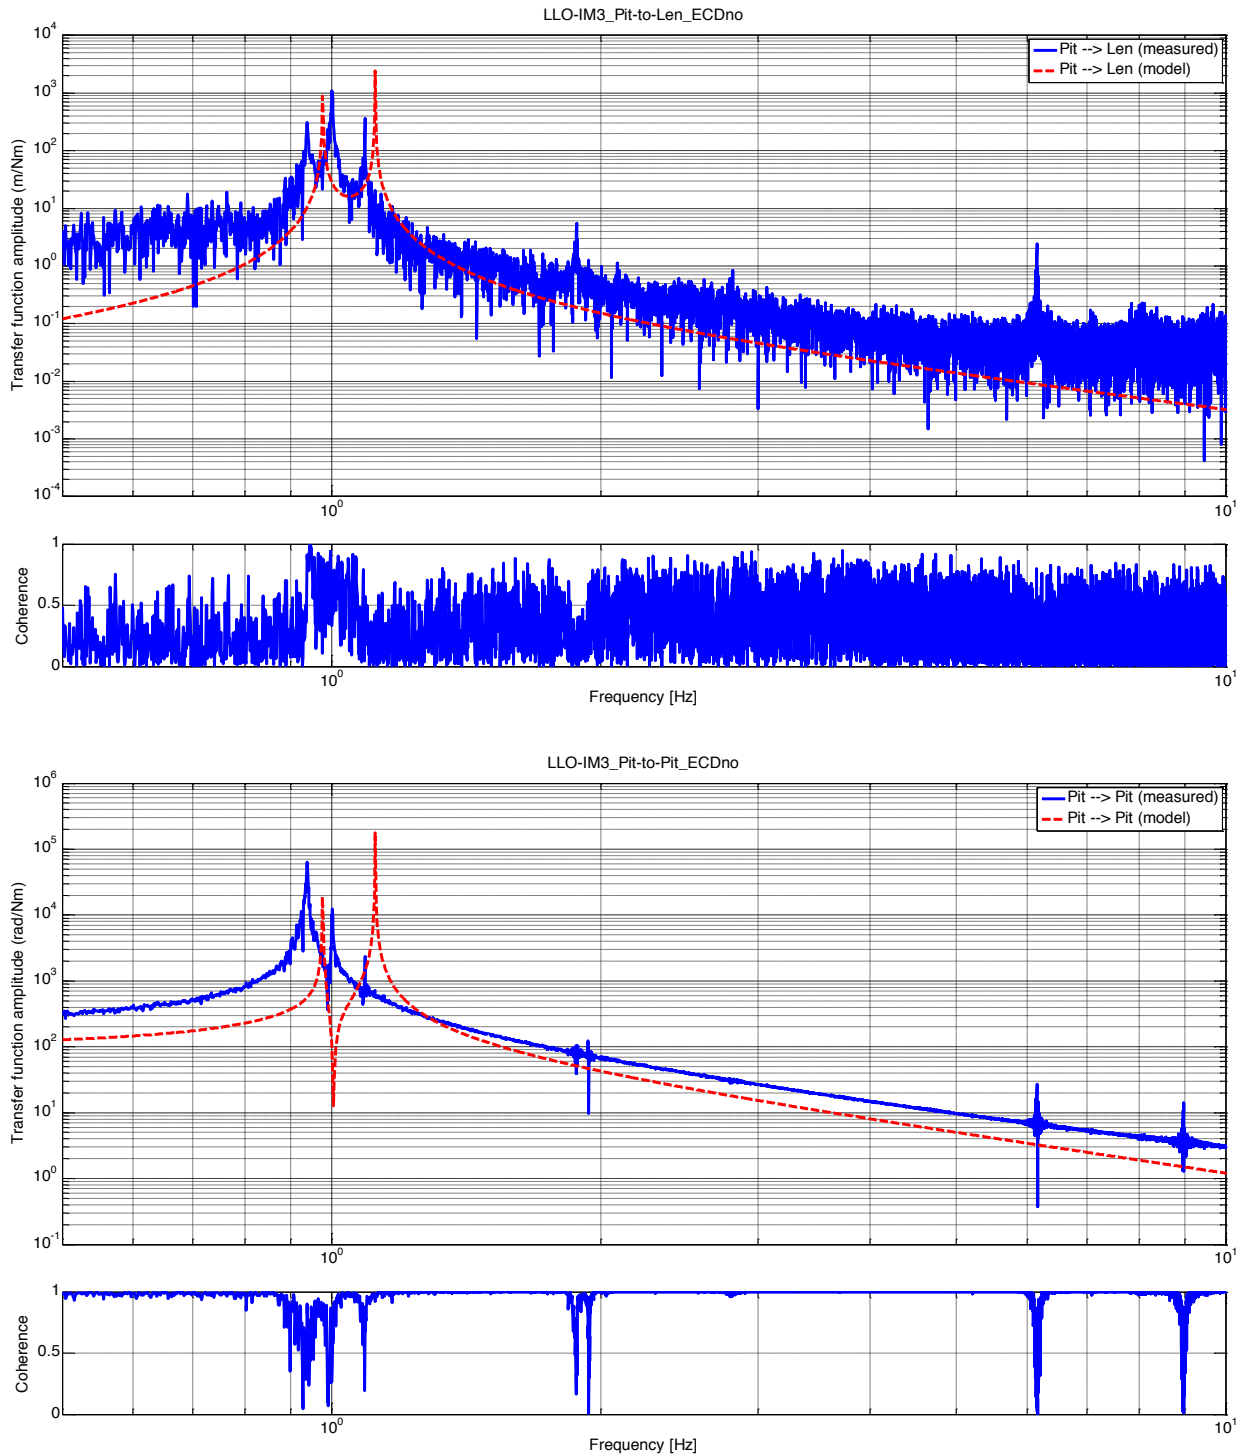 LLO-IM3_Pit-to-Len_ECDno
10^4
10^3
10^2
10^1
10^0
10^-1
10^-2
10^-3
10^-4
Transfer function amplitude (m/Nm)
Pit --> Len (measured)
Pit --> Len (model)
10^0
10^1
1
0.5
0
Coherence
10^0
10^1
Frequency [Hz]
LLO-IM3_Pit-to-Pit_ECDno
10^6
10^5
10^4
10^3
10^2
10^1
10^0
10^-1
Transfer function amplitude (rad/Nm)
Pit --> Pit (measured)
Pit --> Pit (model)
10^0
10^1
1
0.5
0
Coherence
10^0
10^1
Frequency [Hz]